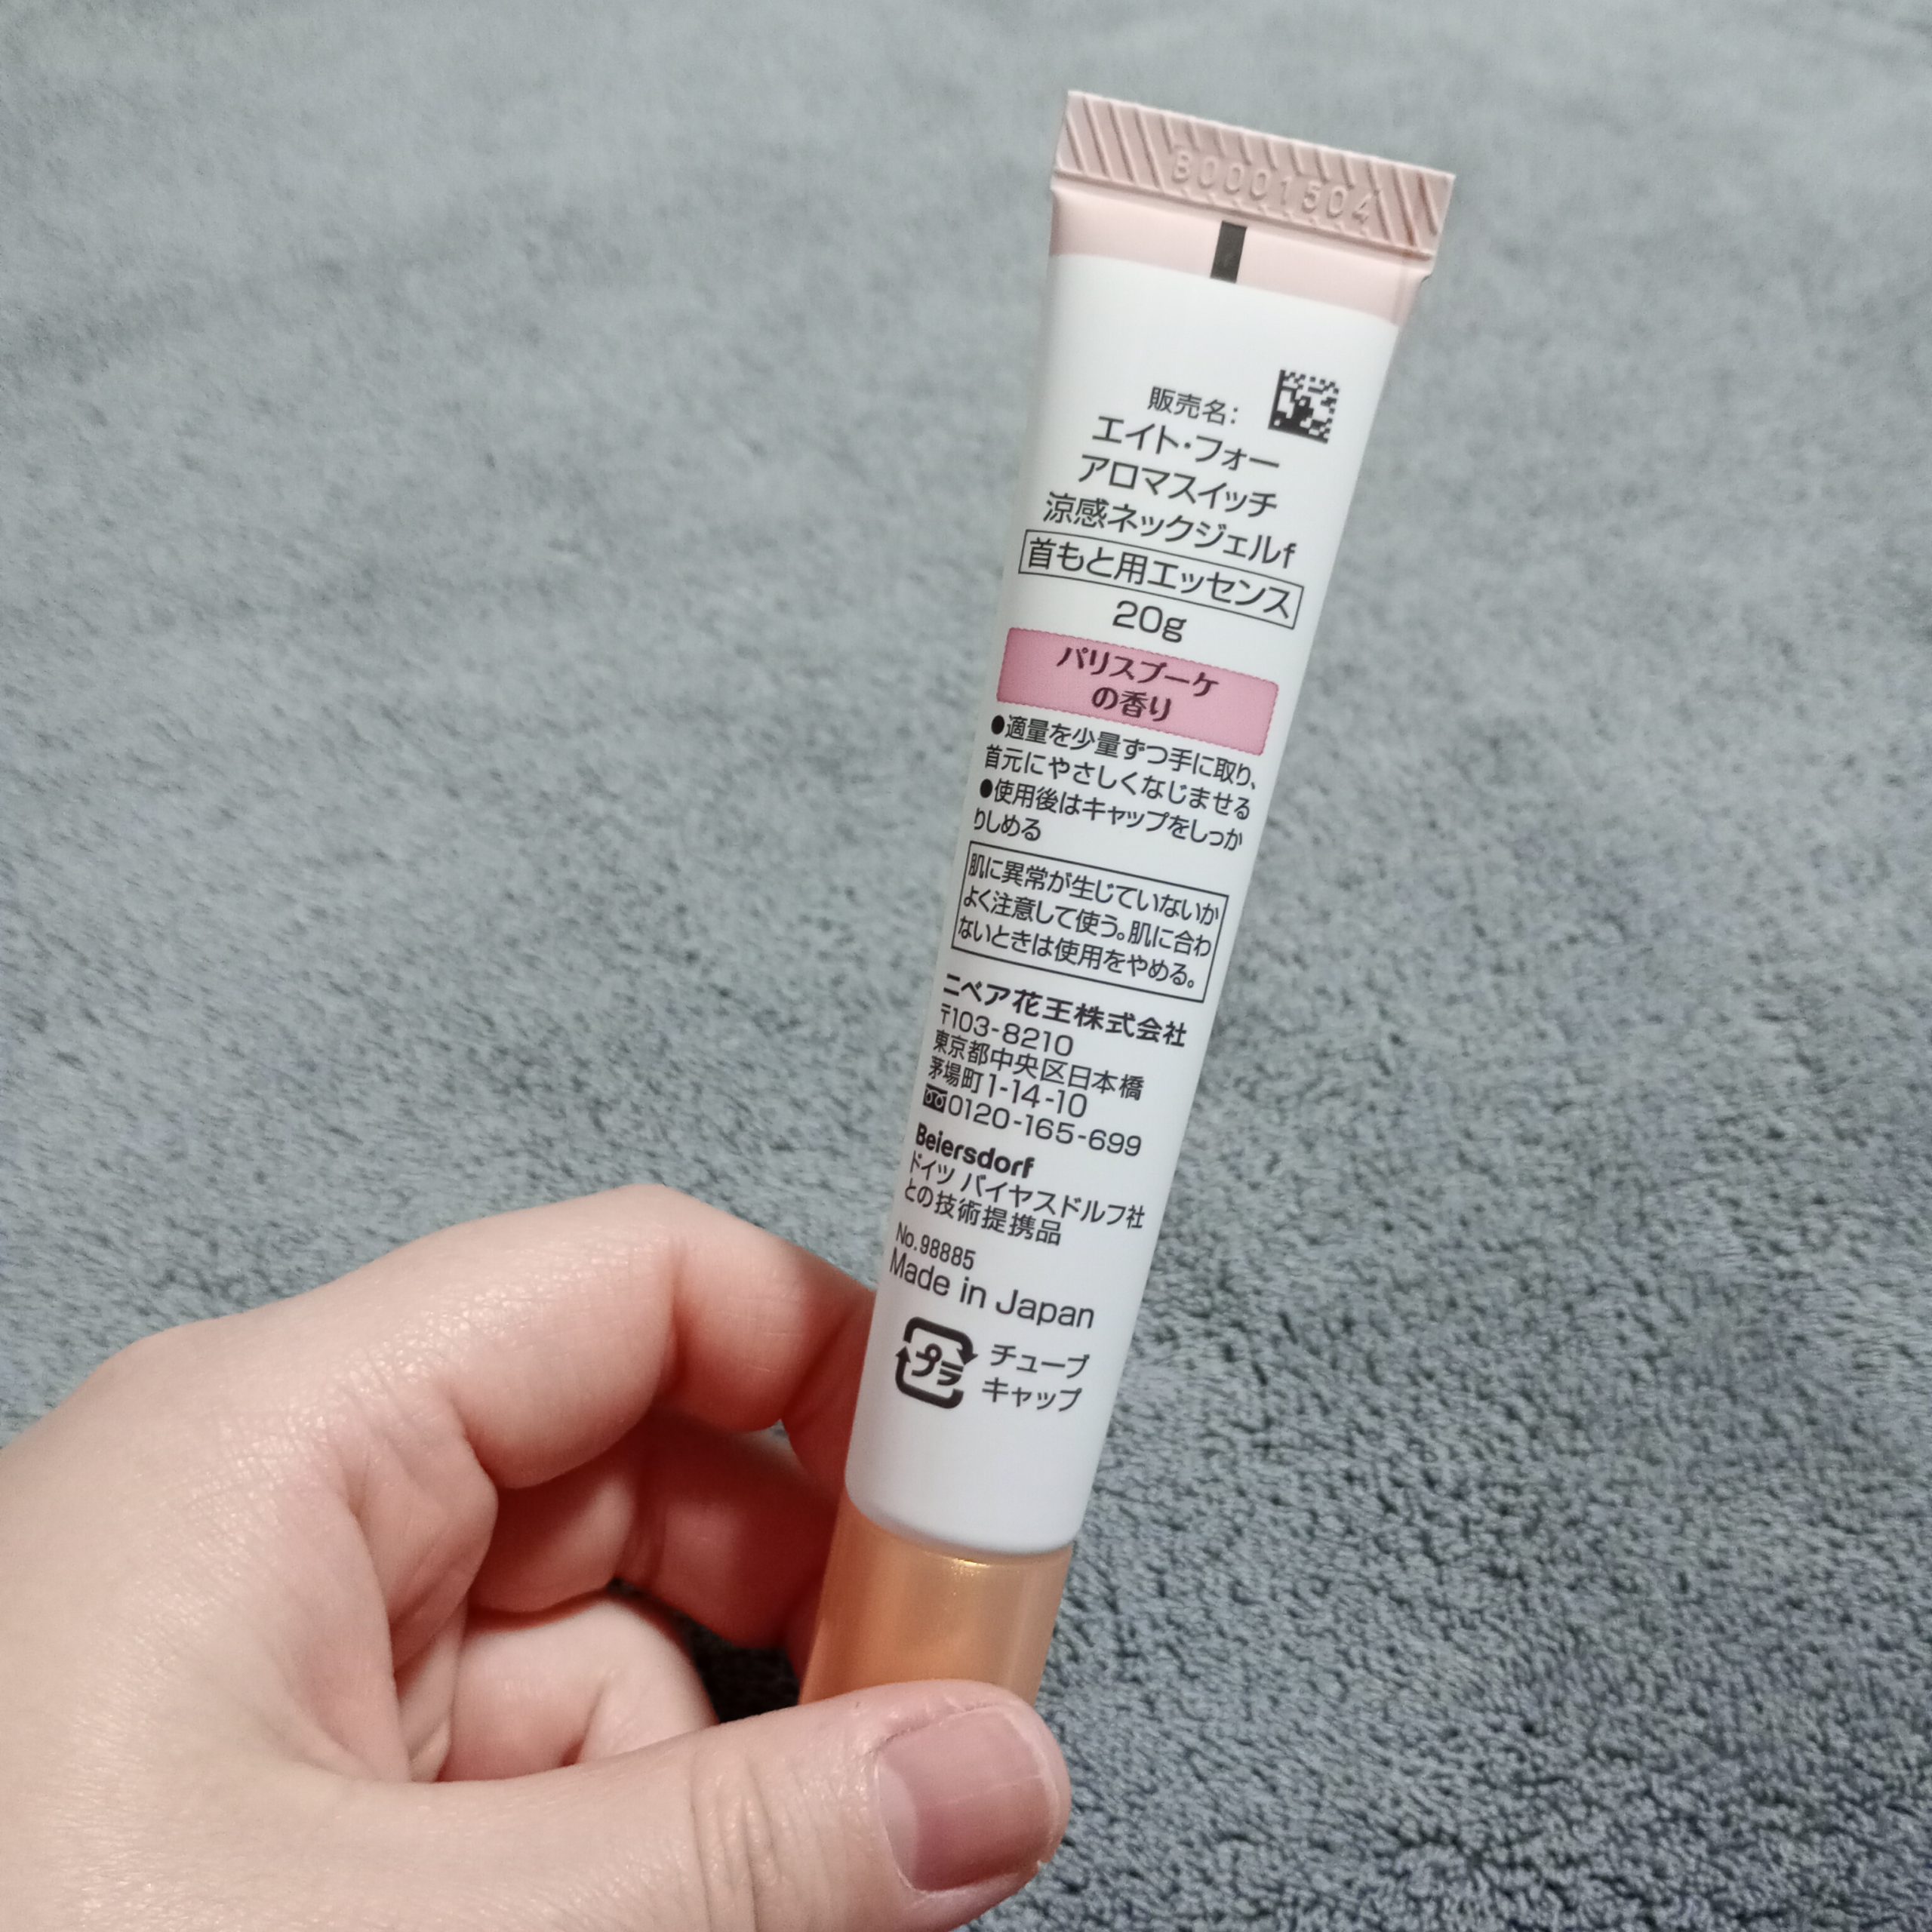 B0001504
販売名:
エイト・フォー
アロマスイッチ
涼感ネックジェルf
首もと用エッセンス
20g
パリスブーケ
の香り
●適量を少量ずつ手に取り、
首元にやさしくなじませる
●使用後はキャップをしっか
りしめる
肌に異常が生じていないか
よく注意して使う。肌に合わ
ないときは使用をやめる。
ニベア花王株式会社
〒103-8210
東京都中央区日本橋
茅場町1-14-10
0120-165-699
Beiersdorf
ドイツ バイヤスドルフ社
との技術提携品
No.98885
Made in Japan
プラ チューブ
キャップ